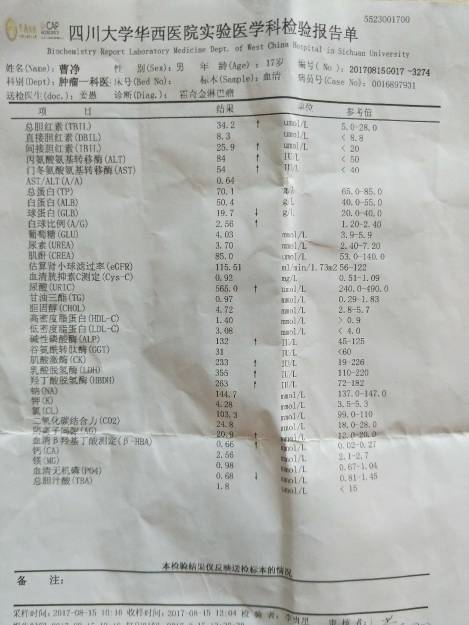 5523001700
CAP
四川大学华西医院实验医学科检验报告单
Biochemistry Report Laboratory Medicine Dept. of West China Hospital in Sichuan University
姓名(Name): 曹净 性 别(Sex): 男 年 龄(Age) : 17岁 编号( No ): 20170815G017 -3274
科别(Dept): 肿瘤一科医 床号(Bed No): 标本(Sample): 血清 病员号(Case No): 0016897931
送检医生(doc.): 姜愚 诊断(Diag.): 霍奇金淋巴瘤
项 目 结果 单位 参考值
总胆红素(TBIL) 34.2 ↑ umol/L 5.0-28.0
直接胆红素(DBIL) 8.3 umol/L < 8.8
间接胆红素(IBIL) 25.9 ↑ umol/L < 20
丙氨酸氨基转移酶(ALT) 84 ↑ IU/L < 50
门冬氨酸氨基转移酶(AST) 54 ↑ IU/L < 40
AST/ALT(A/A) 0.64
总蛋白(TP) 70.1 g/L 65.0-85.0
白蛋白(ALB) 50.4 g/L 40.0-55.0
球蛋白(GLB) 19.7 ↓ g/L 20.0-40.0
白球比例(A/G) 2.56 ↑ 1.20-2.40
葡萄糖(GLU) 4.03 mmol/L 3.9-5.9
尿素(UREA) 3.70 mmol/L 2.40-7.20
肌酐(CREA) 85.0 umol/L 53.0-140.0
估算肾小球滤过率(eGFR) 115.51 ml/min/1.73m2 56-122
血清胱抑素C测定(Cys-C) 0.92 mg/L 0.51-1.09
尿酸(URIC) 565.0 ↑ umol/L 240.0-490.0
甘油三酯(TG) 0.97 mmol/L 0.29-1.83
胆固醇(CHOL) 4.72 mmol/L 2.8-5.7
高密度脂蛋白(HDL-C) 1.40 mmol/L > 0.9
低密度脂蛋白(LDL-C) 3.08 mmol/L < 4.0
碱性磷酸酶(ALP) 132 ↑ IU/L 45-125
谷氨酰转肽酶(GGT) 31 IU/L <60
肌酸激酶(CK) 233 ↑ IU/L 19-226
乳酸脱氢酶(LDH) 355 ↑ IU/L 110-220
羟丁酸脱氢酶(HBDH) 263 ↑ IU/L 72-182
钠(NA) 144.7 mmol/L 137.0-147.0
钾(K) 4.28 mmol/L 3.5-5.3
氯(CL) 103.3 mmol/L 99.0-110
二氧化碳结合力(CO2) 24.8 mmol/L 18.0-28.0
阴离子间隙(AG) 20.9 ↑ mmol/L 12.0-20.0
血清β羟基丁酸测定(β-HBA) 0.66 ↑ mmol/L 0.02-0.27
钙(CA) 2.56 mmol/L 2.1-2.7
镁(MG) 0.98 mmol/L 0.67-1.04
血清无机磷(PO4) 0.68 ↓ mmol/L 0.81-1.45
总胆汁酸(TBA) 1.8 umol/L < 15
本检验结果仅反映送检标本的情况
备 注:
采样时间:2017-08-15 10:16 收样时间:2017-08-15 12:04 检 验 者: 审 核 者: